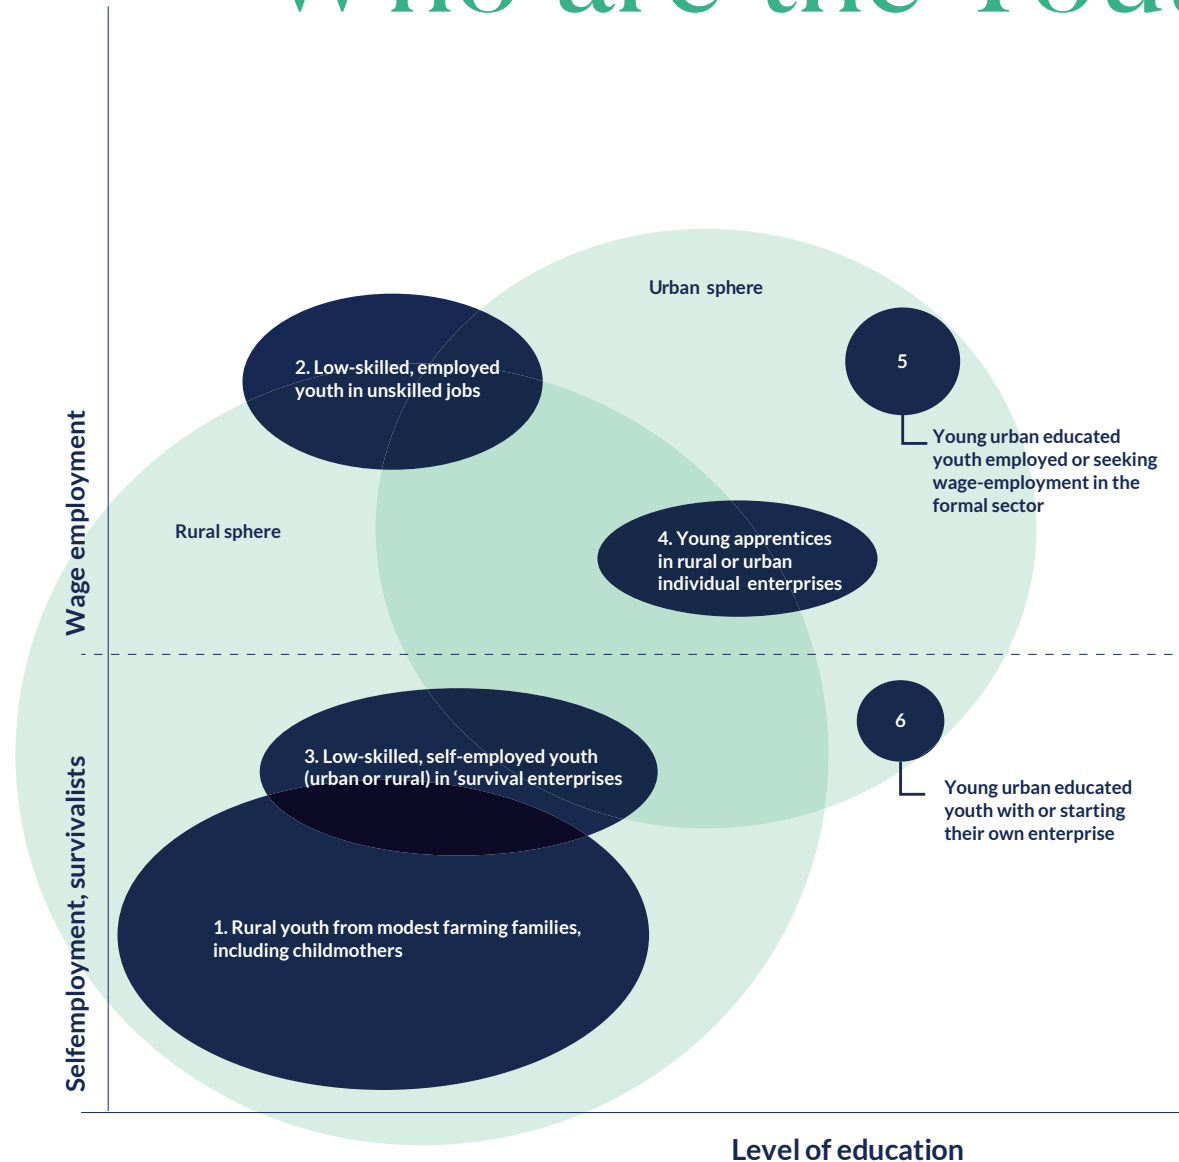 Who are the
Urban sphere
2. Low-skilled, employed
youth in unskilled jobs
5
Young urban educated
youth employed or seeking
wage-employment in the
formal sector
Rural sphere
4. Young apprentices
in rural or urban
individual enterprises
Wage employment
6
3. Low-skilled, self-employed youth
(urban or rural) in ‘survival enterprises
Young urban educated
youth with or starting
their own enterprise
Selfemployment, survivalists
1. Rural youth from modest farming families,
including childmothers
Level of education